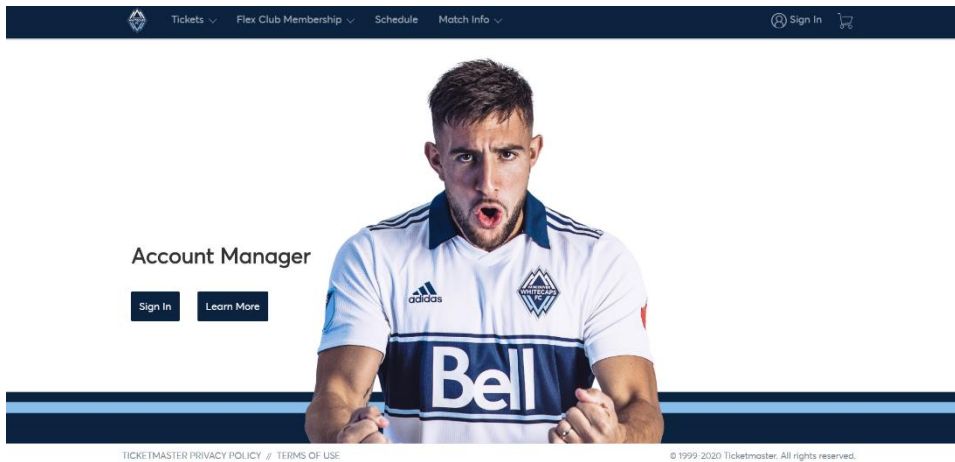 Tickets Flex Club Membership Schedule Match Info Sign In
Account Manager
Sign In Learn More
adidas
VANCOUVER
WHITECAPS
FC
Bell
TICKETMASTER PRIVACY POLICY // TERMS OF USE © 1999-2020 Ticketmaster. All rights reserved.